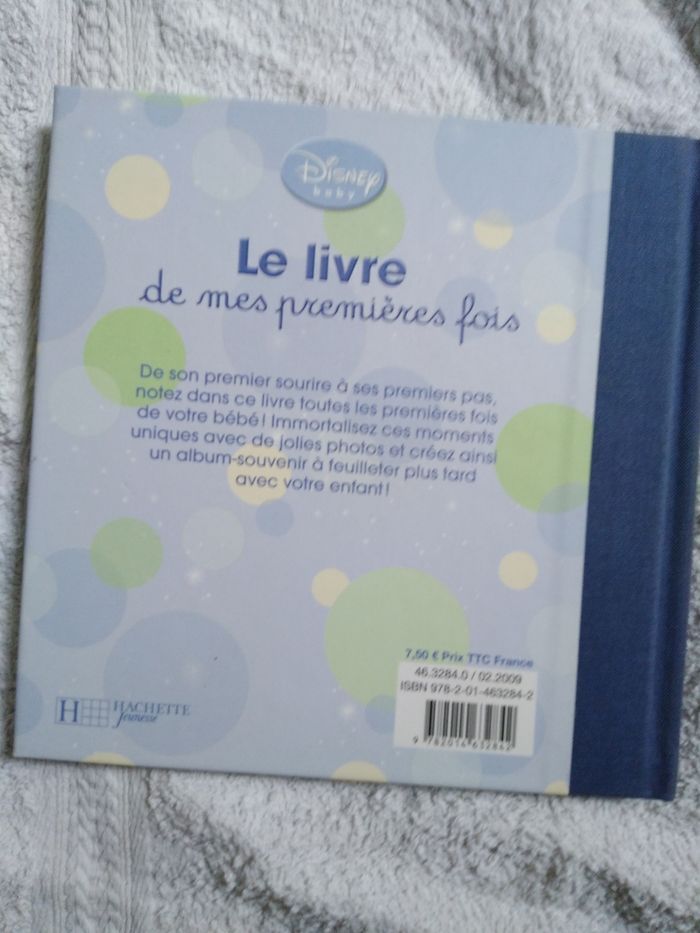 Disney
baby
Le livre
de mes premières fois
De son premier sourire à ses premiers pas,
notez dans ce livre toutes les premières fois
de votre bébé ! Immortalisez ces moments
uniques avec de jolies photos et créez ainsi
un album-souvenir à feuilleter plus tard
avec votre enfant !
7,50 € Prix TTC France
46.3284.0 / 02.2009
ISBN 978-2-01-463284-2
9 782014 632842
H HACHETTE
Jeunesse